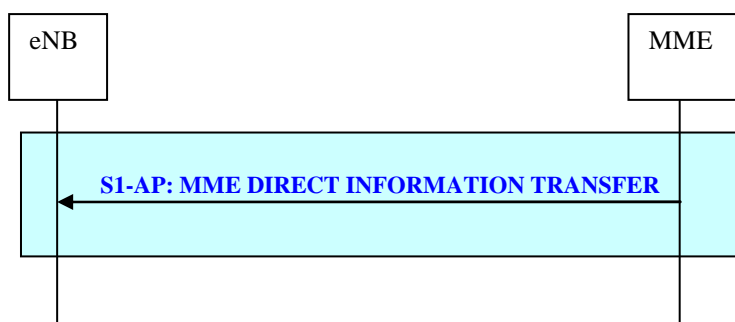 eNB
MME
S1-AP: MME DIRECT INFORMATION TRANSFER